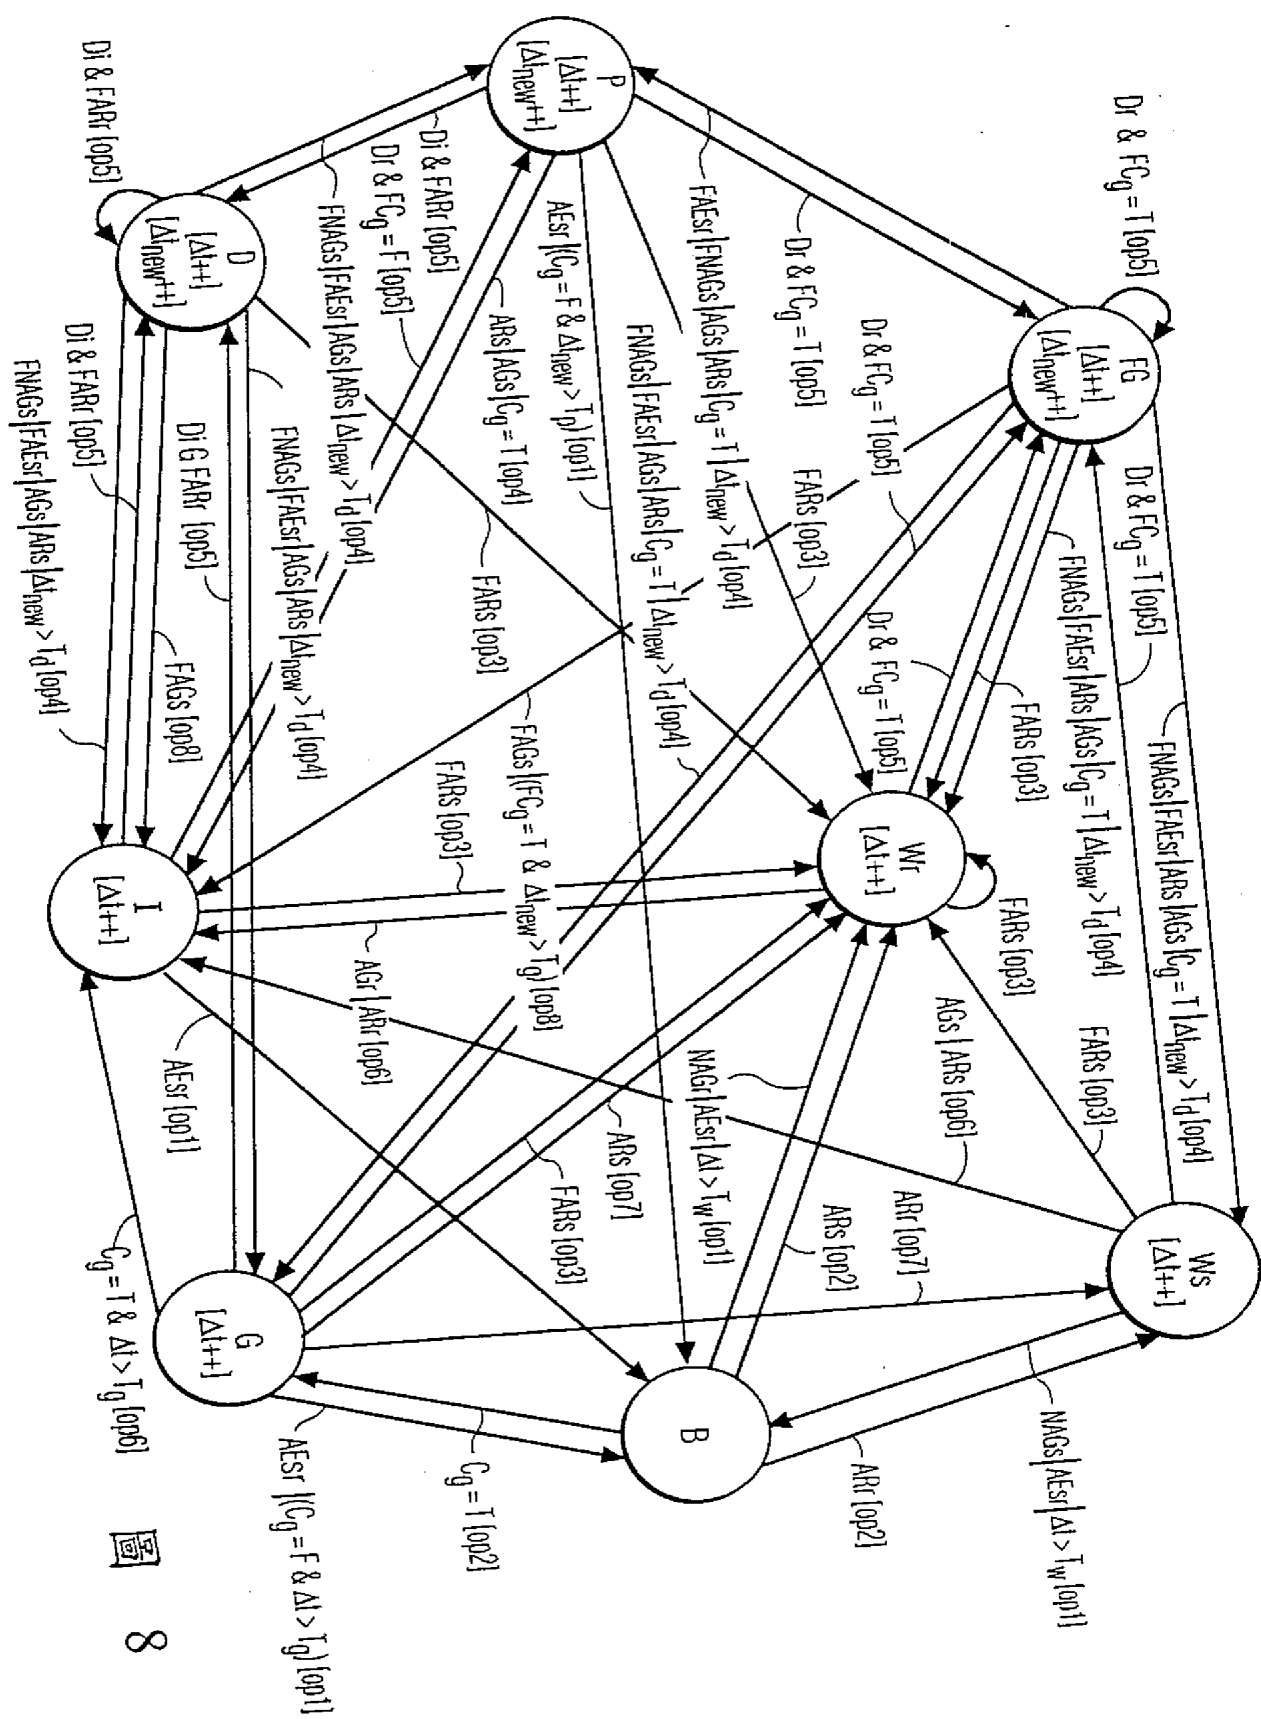 P
[Δt++]
[Δtnew++]
FG
[Δt++]
[Δtnew++]
D
[Δt++]
[Δtnew++]
Wr
[Δt++]
I
[Δt++]
Ws
[Δt++]
G
[Δt++]
B
Di & FARr [op5]
Dr & FCg = T [op5]
Di & FARr [op5]
Dr & FCg = F [op5]
FNAGs|FAEsr|AGs|ARs|Δtnew > Td [op4]
ARs|AGs|Cg = T [op4]
AEsr|(Cg = F & Δtnew > Tp) [op1]
FAEsr|FNAGs|AGs|ARs|Cg = T|Δtnew > Td [op4]
Dr & FCg = T [op5]
Dr & FCg = T [op5]
FARs [op3]
FNAGs|FAEsr|AGs|ARs|Cg = T|Δtnew > Td [op4]
Dr & FCg = T [op5]
Dr & FCg = T [op5]
FARs [op3]
FNAGs|FAEsr|ARs|AGs|Cg = T|Δtnew > Td [op4]
FNAGs|FAEsr|ARs|AGs|Cg = T|Δtnew > Td [op4]
Di & FARr [op5]
FNAGs|FAEsr|AGs|ARs|Δtnew > Td [op4]
Di G FARr [op5]
FAGs [op8]
FNAGs|FAEsr|AGs|ARs|Δtnew > Td [op4]
FARs [op3]
FAGs|(FCg = T & Δtnew > Tg) [op8]
FARs [op3]
AGr|ARr [op6]
FARs [op3]
FARs [op3]
AGs|ARs [op6]
NAGr|AEsr|Δt > Tw [op1]
ARs [op2]
ARr [op7]
ARs [op7]
FARs [op3]
AEsr [op1]
Cg = T & Δt > Tg [op6]
AEsr|(Cg = F & Δt > Tg) [op1]
Cg = T [op2]
ARr [op2]
NAGs|AEsr|Δt > Tw [op1]
圖 8